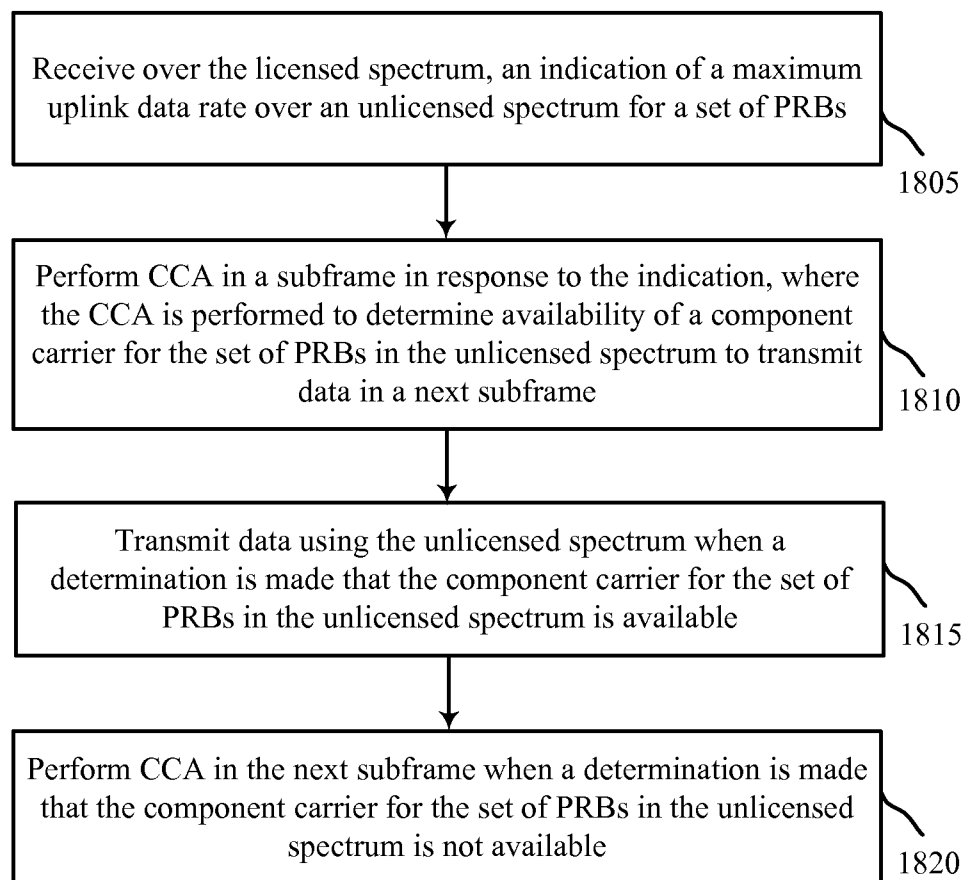 Receive over the licensed spectrum, an indication of a maximum
uplink data rate over an unlicensed spectrum for a set of PRBs
1805
Perform CCA in a subframe in response to the indication, where
the CCA is performed to determine availability of a component
carrier for the set of PRBs in the unlicensed spectrum to transmit
data in a next subframe
1810
Transmit data using the unlicensed spectrum when a
determination is made that the component carrier for the set of
PRBs in the unlicensed spectrum is available
1815
Perform CCA in the next subframe when a determination is made
that the component carrier for the set of PRBs in the unlicensed
spectrum is not available
1820